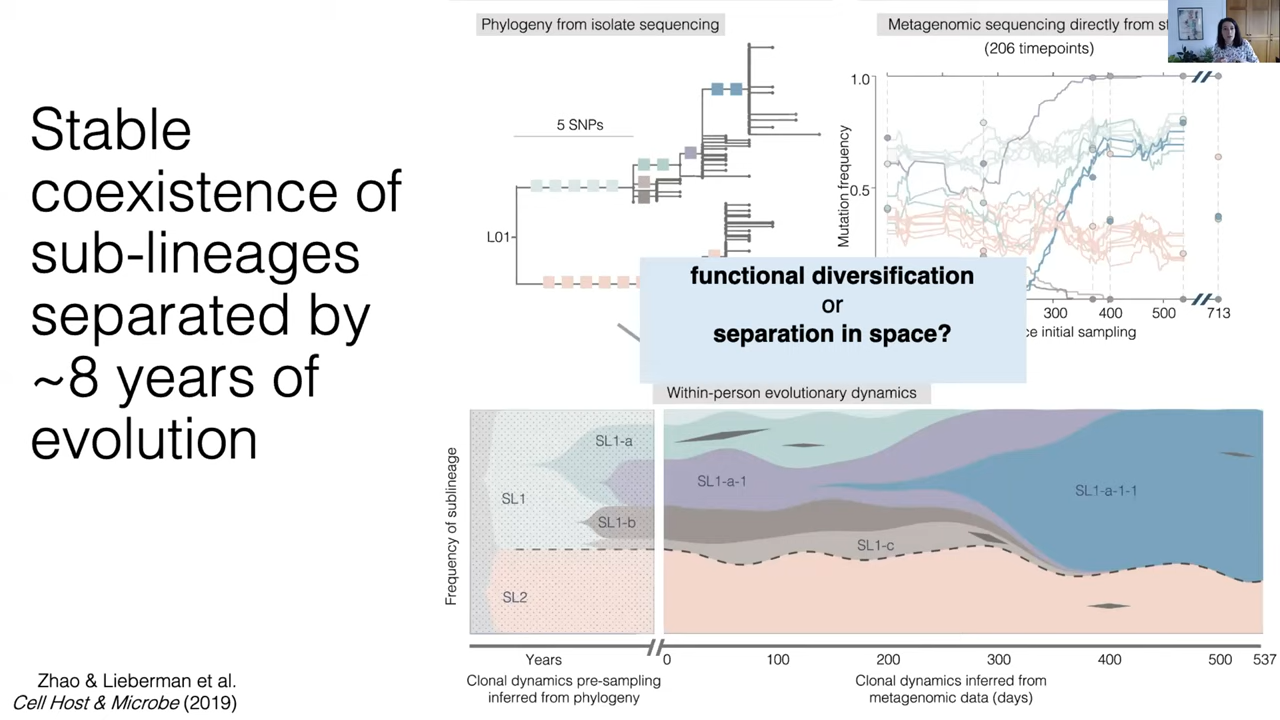 Stable
coexistence of
sub-lineages
separated by
~8 years of
evolution
Zhao & Lieberman et al.
Cell Host & Microbe (2019)
Phylogeny from isolate sequencing
5 SNPs
L01
Metagenomic sequencing directly from
(206 timepoints)
Mutation frequency
1.0
0.5
300
400
500
713
initial sampling
functional diversification
or
separation in space?
Within-person evolutionary dynamics
Frequency of sublineage
SL1
SL1-a
SL1-a-1
SL1-b
SL1-c
SL1-a-1-1
SL2
Years
0
100
200
300
400
500
537
Clonal dynamics pre-sampling
inferred from phylogeny
Clonal dynamics inferred from
metagenomic data (days)